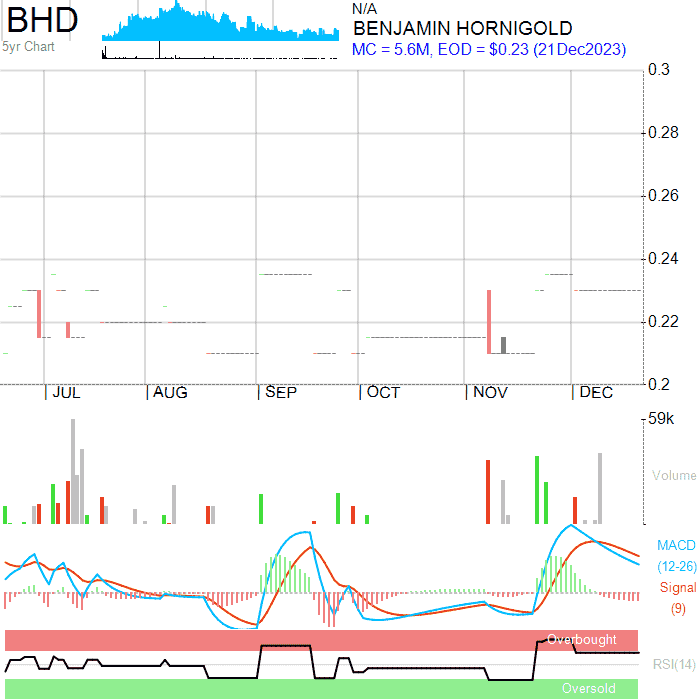 BHD
5yr Chart
N/A
BENJAMIN HORNIGOLD
MC = 5.6M, EOD = $0.23 (21Dec2023)
0.3
0.28
0.26
0.24
0.22
0.2
JUL AUG SEP OCT NOV DEC
59k
Volume
MACD
(12-26)
Signal
(9)
Overbought
RSI(14)
Oversold